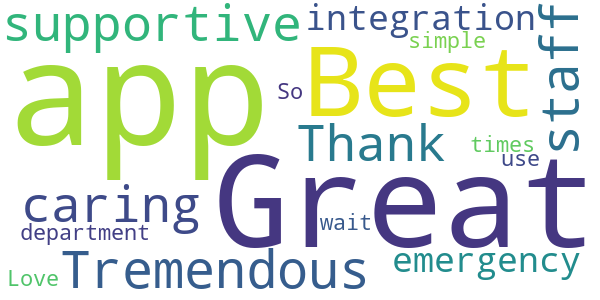 supportive
integration
staff
app
Best
simple
So
Thank
times
use
Great
caring
wait
department
Tremendous
emergency
Love